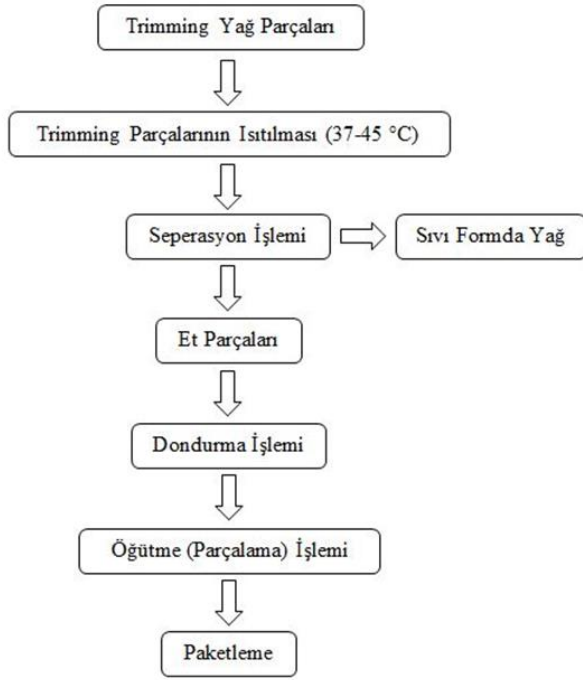 Trimming Yağ Parçaları
Trimming Parçalarının Isıtılması (37-45 °C)
Seperasyon İşlemi
Sıvı Formda Yağ
Et Parçaları
Dondurma İşlemi
Öğütme (Parçalama) İşlemi
Paketleme